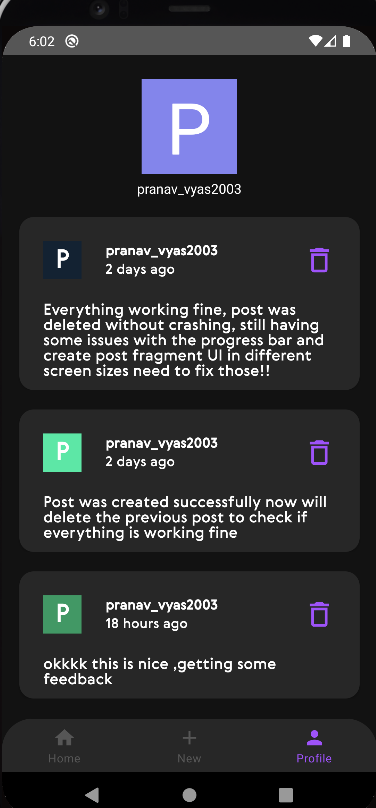 6:02
P
pranav_vyas2003
P
pranav_vyas2003
2 days ago
Everything working fine, post was
deleted without crashing, still having
some issues with the progress bar and
create post fragment UI in different
screen sizes need to fix those!!
P
pranav_vyas2003
2 days ago
Post was created successfully now will
delete the previous post to check if
everything is working fine
P
pranav_vyas2003
18 hours ago
okkkk this is nice ,getting some
feedback
Home
New
Profile